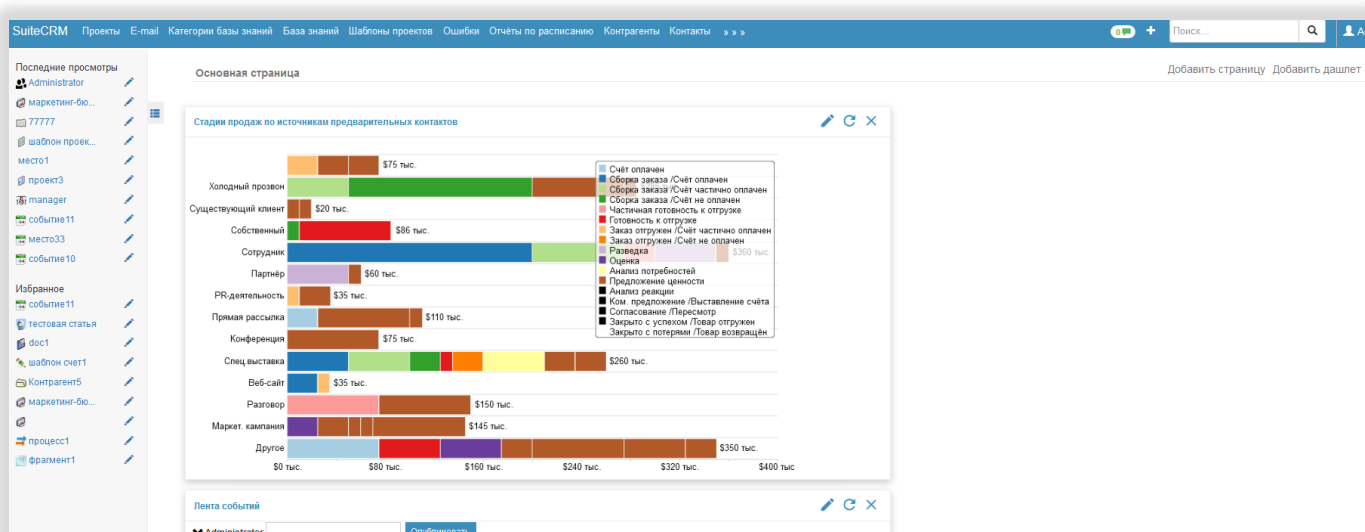 SuiteCRM Проекты E-mail Категории базы знаний База знаний Шаблоны проектов Ошибки Отчёты по расписанию Контрагенты Контакты » » »
0 + Поиск...
Основная страница
Добавить страницу Добавить дашлет
Последние просмотры
Administrator
маркетинг-бю...
77777
шаблон проек...
место1
проект3
manager
событие11
место33
событие10
Избранное
событие11
тестовая статья
doc1
шаблон счет1
Контрагент5
маркетинг-бю...
процесс1
фрагмент1
Стадии продаж по источникам предварительных контактов
$75 тыс.
Холодный прозвон
Существующий клиент $20 тыс.
Собственный $86 тыс.
Сотрудник $360 тыс.
Партнёр $60 тыс.
PR-деятельность $35 тыс.
Прямая рассылка $110 тыс.
Конференция $75 тыс.
Спец.выставка $260 тыс.
Веб-сайт $35 тыс.
Разговор $150 тыс.
Маркет. кампания $145 тыс.
Другое $350 тыс.
$0 тыс. $80 тыс. $160 тыс. $240 тыс. $320 тыс. $400 тыс
Счёт оплачен
Сборка заказа /Счёт оплачен
Сборка заказа /Счёт частично оплачен
Сборка заказа /Счёт не оплачен
Частичная готовность к отгрузке
Готовность к отгрузке
Заказ отгружен /Счёт частично оплачен
Заказ отгружен /Счёт не оплачен
Разведка
Оценка
Анализ потребностей
Предложение ценности
Анализ реакции
Ком. предложение /Выставление счёта
Согласование /Пересмотр
Закрыто с успехом /Товар отгружен
Закрыто с потерями /Товар возвращён
Лента событий
Administrator Опубликовать